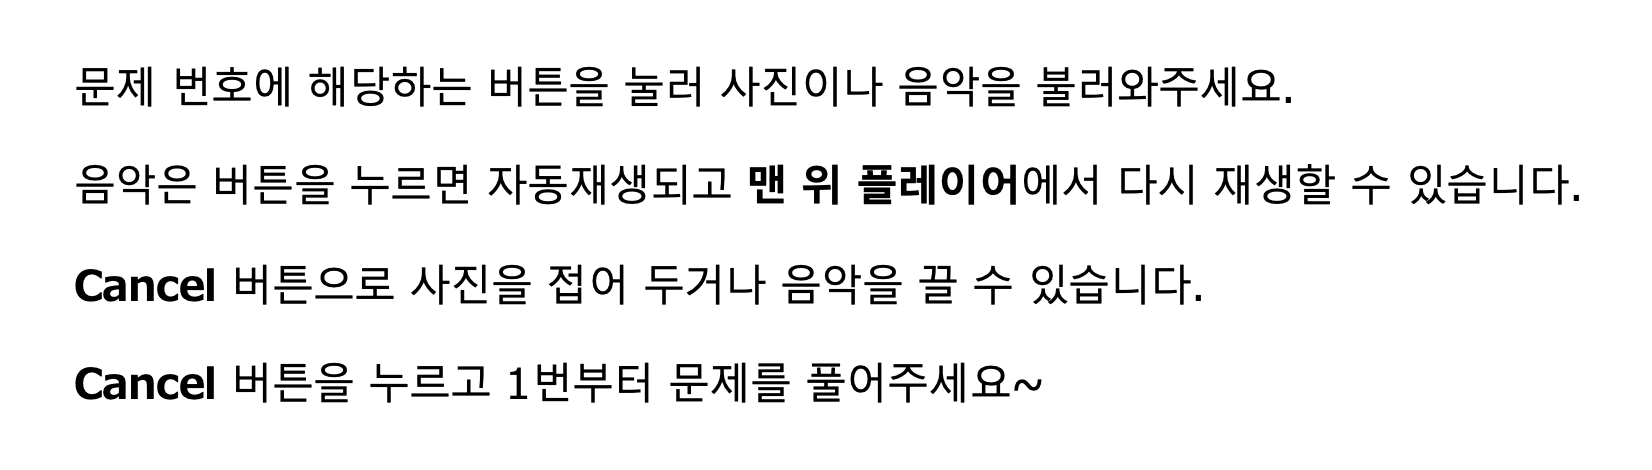 문제 번호에 해당하는 버튼을 눌러 사진이나 음악을 불러와주세요.
음악은 버튼을 누르면 자동재생되고 맨 위 플레이어에서 다시 재생할 수 있습니다.
Cancel 버튼으로 사진을 접어 두거나 음악을 끌 수 있습니다.
Cancel 버튼을 누르고 1번부터 문제를 풀어주세요~